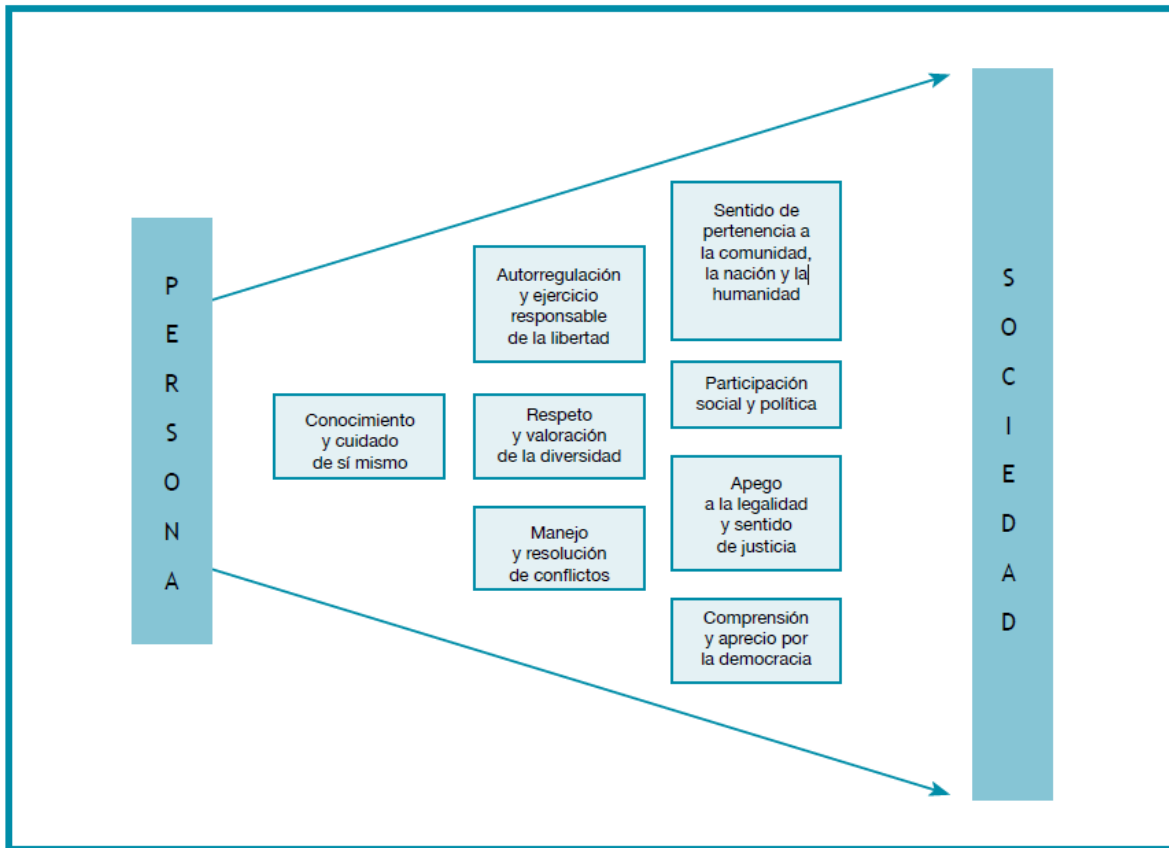 PERSONA
Conocimiento
y cuidado
de sí mismo
Autorregulación
y ejercicio
responsable
de la libertad
Respeto
y valoración
de la diversidad
Manejo
y resolución
de conflictos
Sentido de
pertenencia a
la comunidad,
la nación y la
humanidad
Participación
social y política
Apego
a la legalidad
y sentido
de justicia
Comprensión
y aprecio por
la democracia
SOCIEDAD